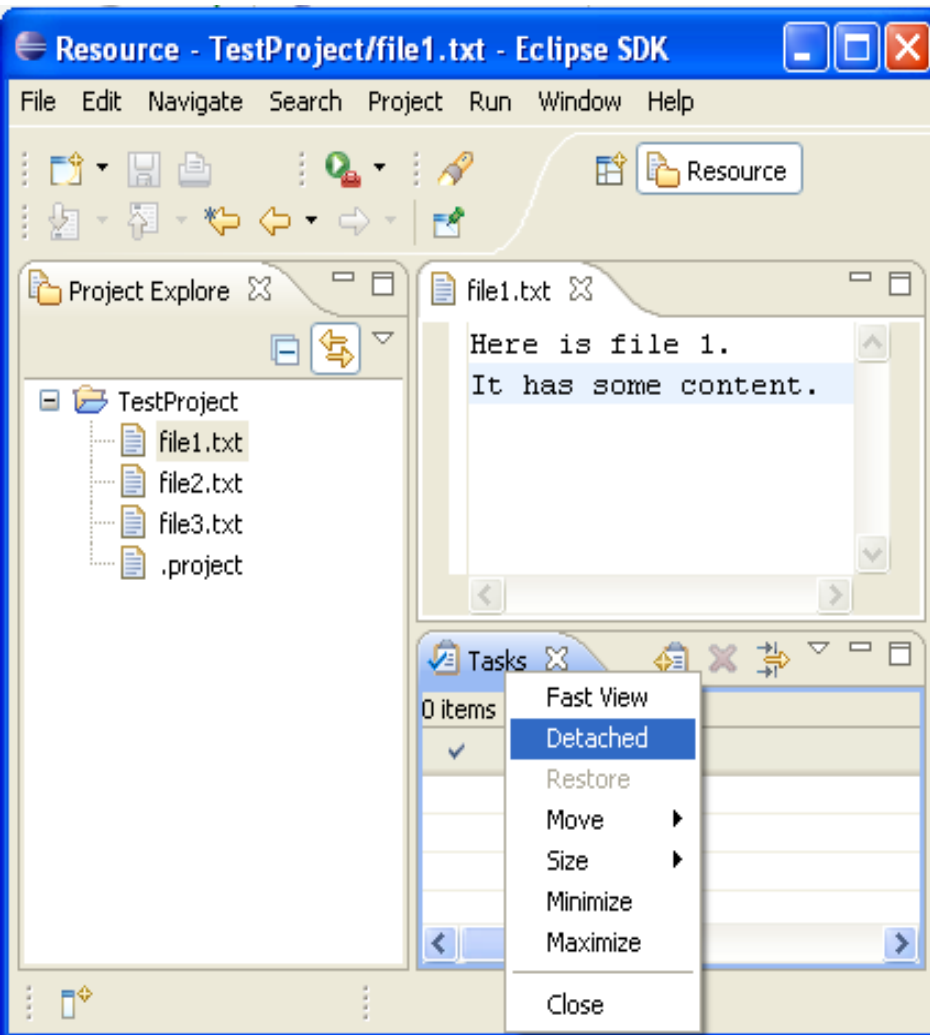 Resource - TestProject/file1.txt - Eclipse SDK
File Edit Navigate Search Project Run Window Help
Resource
Project Explore
file1.txt
Here is file 1.
It has some content.
TestProject
file1.txt
file2.txt
file3.txt
.project
Tasks
0 items
Fast View
Detached
Restore
Move
Size
Minimize
Maximize
Close